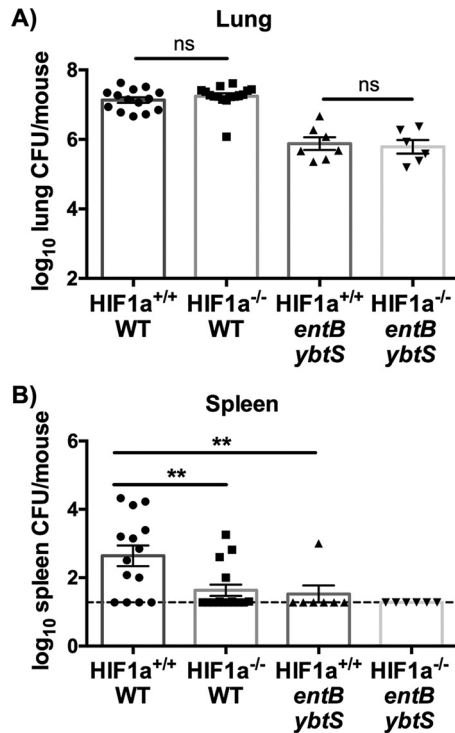 A)
Lung
ns
ns
log10 lung CFU/mouse
8
6
4
2
HIF1a+/+
WT
HIF1a-/-
WT
HIF1a+/+
entB
ybtS
HIF1a-/-
entB
ybtS
B)
Spleen
**
**
log10 spleen CFU/mouse
6
4
2
0
HIF1a+/+
WT
HIF1a-/-
WT
HIF1a+/+
entB
ybtS
HIF1a-/-
entB
ybtS